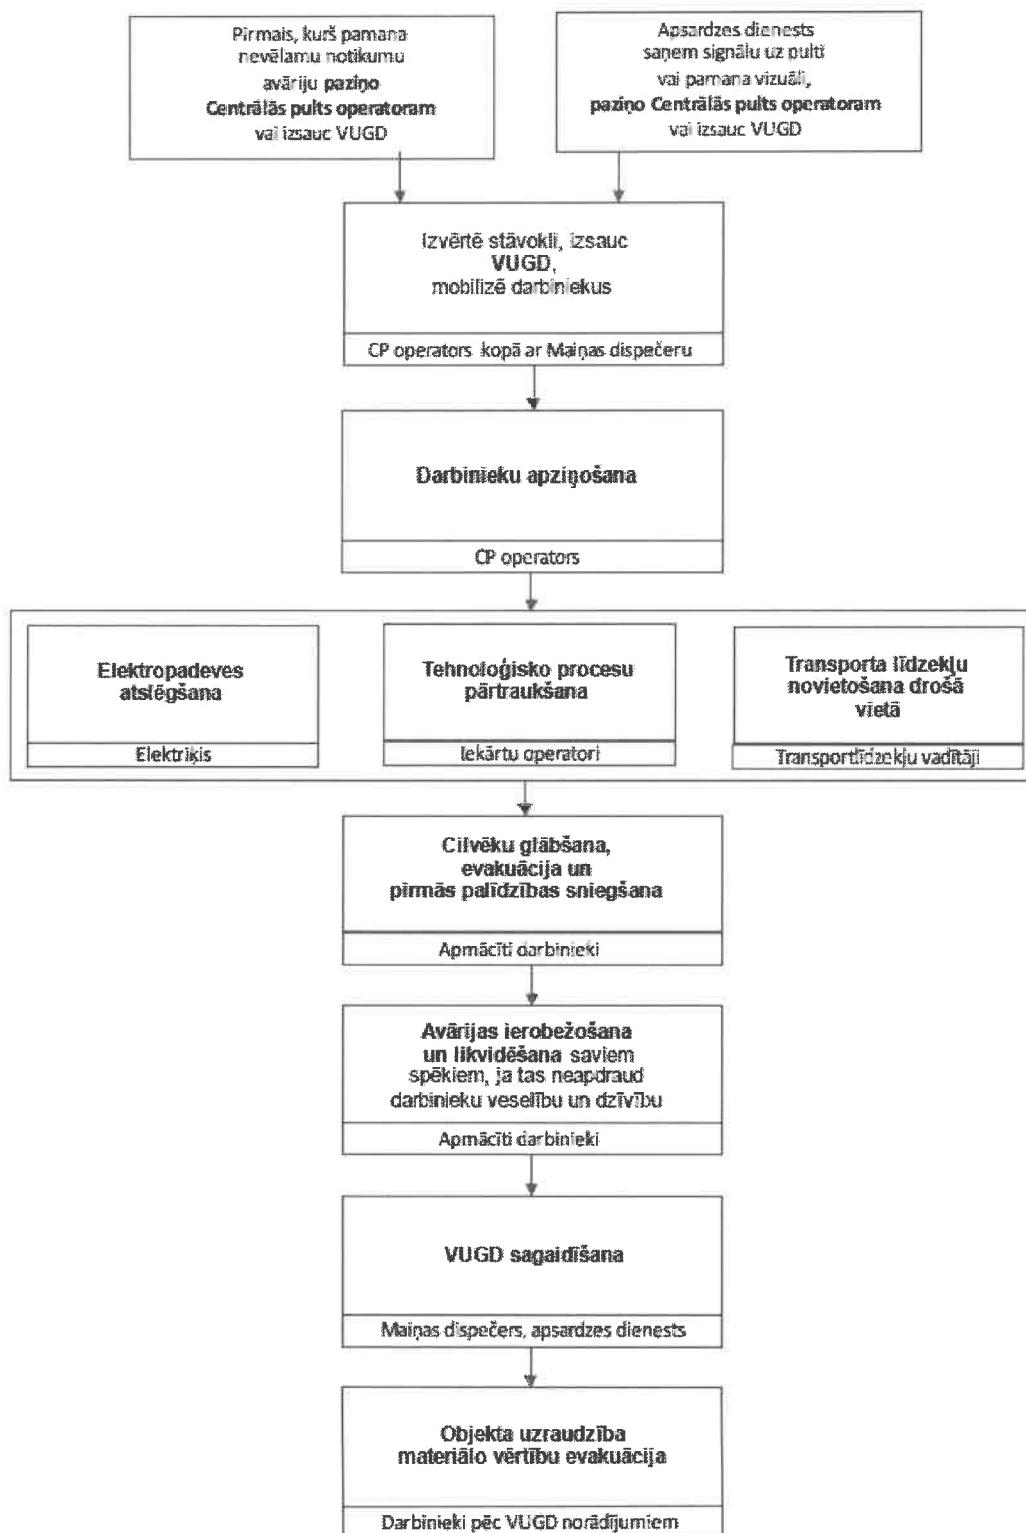 Pirmais, kurš pamana
nevēlamu notikumu
avāriju paziņo
Centrālās pults operatoram
vai izsauc VUGD
Apsardzes dienests
saņem signālu uz pulti
vai pamana vizuāli,
paziņo Centrālās pults operatoram
vai izsauc VUGD
Izvērtē stāvokli, izsauc
VUGD,
mobilizē darbiniekus
CP operators kopā ar Maiņas dispečeru
Darbinieku apziņošana
CP operators
Elektropadeves
atslēgšana
Elektriķis
Tehnoloģisko procesu
pārtraukšana
Iekārtu operatori
Transporta līdzekļu
novietošana drošā
vietā
Transportlīdzekļu vadītāji
Cilvēku glābšana,
evakuācija un
pirmās palīdzības sniegšana
Apmācīti darbinieki
Avārijas ierobežošana
un likvidēšana saviem
spēkiem, ja tas neapdraud
darbinieku veselību un dzīvību
Apmācīti darbinieki
VUGD sagaidīšana
Maiņas dispečers, apsardzes dienests
Objekta uzraudzība
materiālo vērtību evakuācija
Darbinieki pēc VUGD norādījumiem